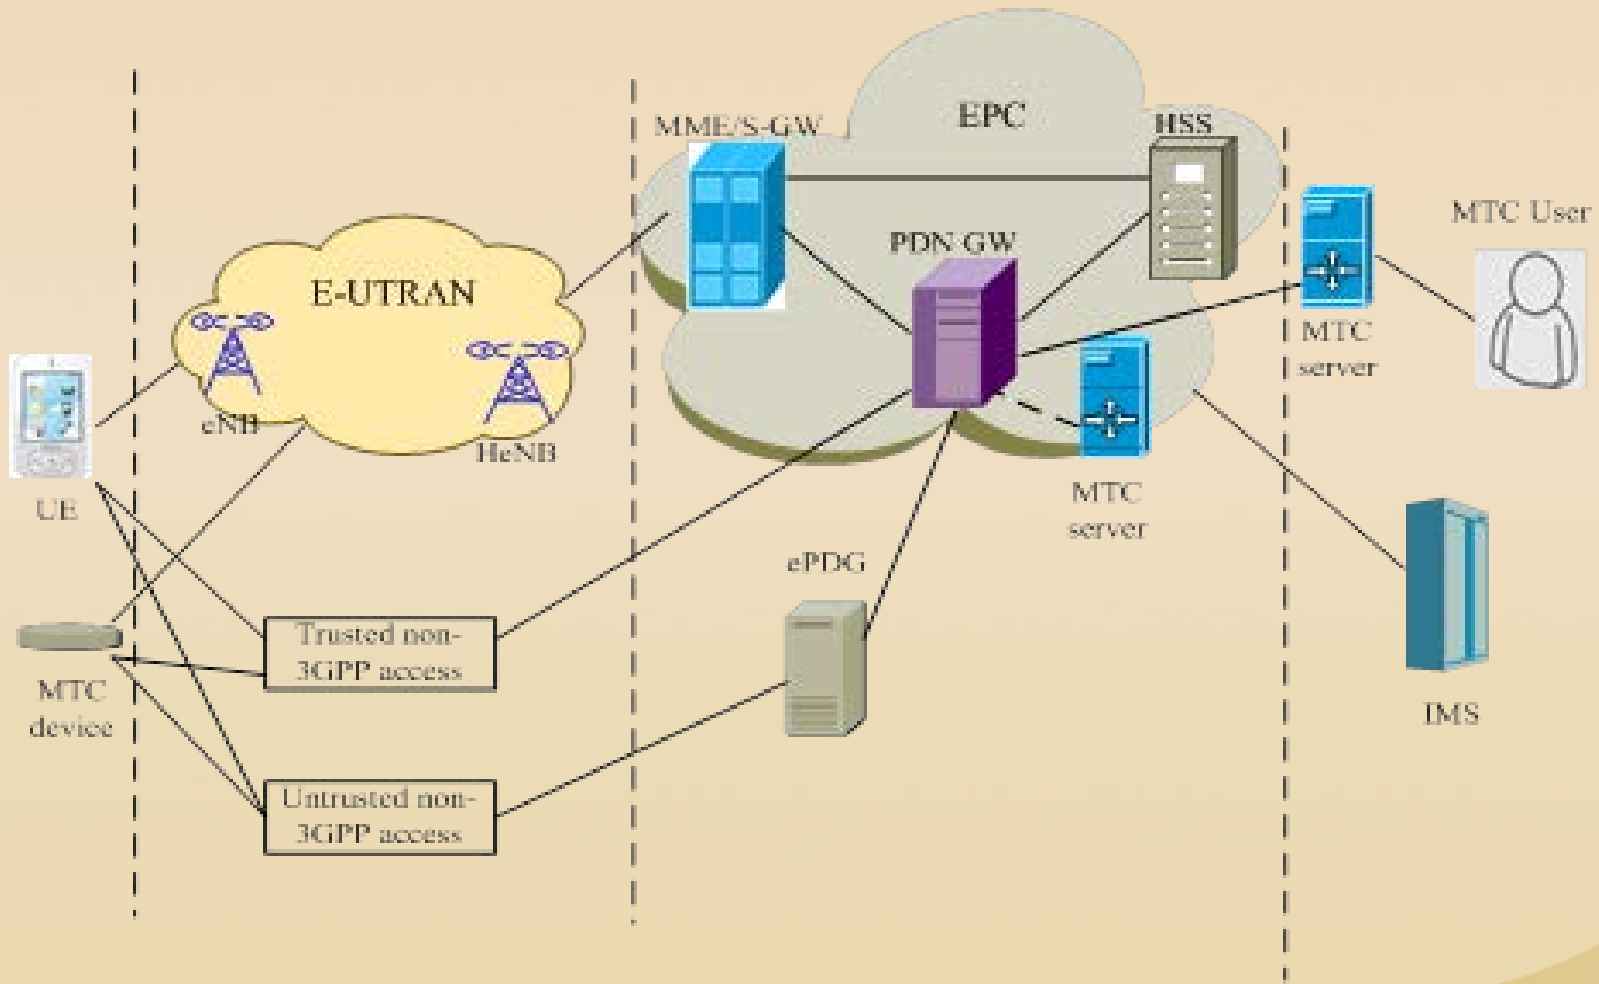 EPC
MME/S-GW
HSS
MTC User
PDN GW
E-UTRAN
MTC
server
eNB
HeNB
UE
MTC
server
ePDG
Trusted non-
3GPP access
MTC
device
IMS
Untrusted non-
3GPP access